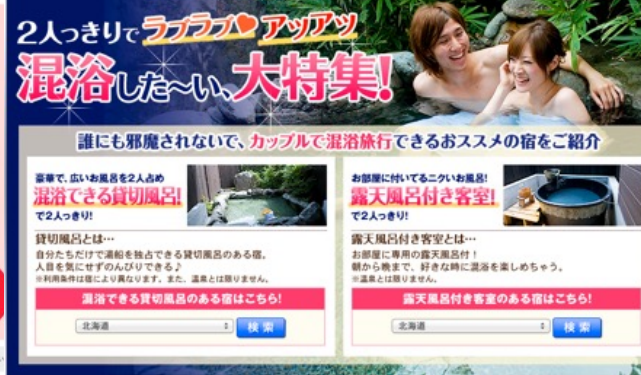 2人っきりでラブラブ♥アツアツ
混浴した〜い、大特集!
誰にも邪魔されないで、カップルで混浴旅行できるおススメの宿をご紹介
豪華で、広いお風呂を2人占め
混浴できる貸切風呂!
で2人っきり!
貸切風呂とは…
自分たちだけで湯船を独占できる貸切風呂のある宿。
人目を気にせずのんびりできる♪
※利用条件は宿により異なります。また、温泉とは限りません。
混浴できる貸切風呂のある宿はこちら!
北海道
検索
お部屋に付いてるニクいお風呂!
露天風呂付き客室!
で2人っきり!
露天風呂付き客室とは…
お部屋に専用の露天風呂付!
朝から晩まで、好きな時に混浴を楽しめちゃう。
※温泉とは限りません。
露天風呂付き客室のある宿はこちら!
北海道
検索